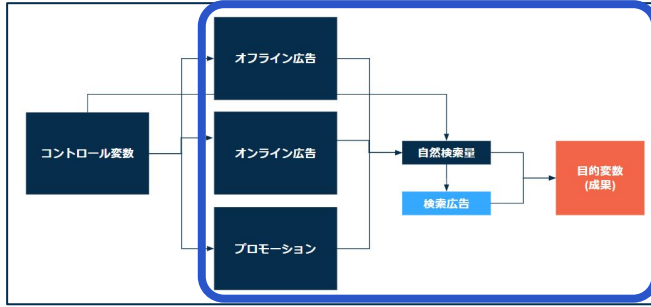 オフライン広告
コントロール変数
オンライン広告
自然検索量
検索広告
目的変数
(成果)
プロモーション